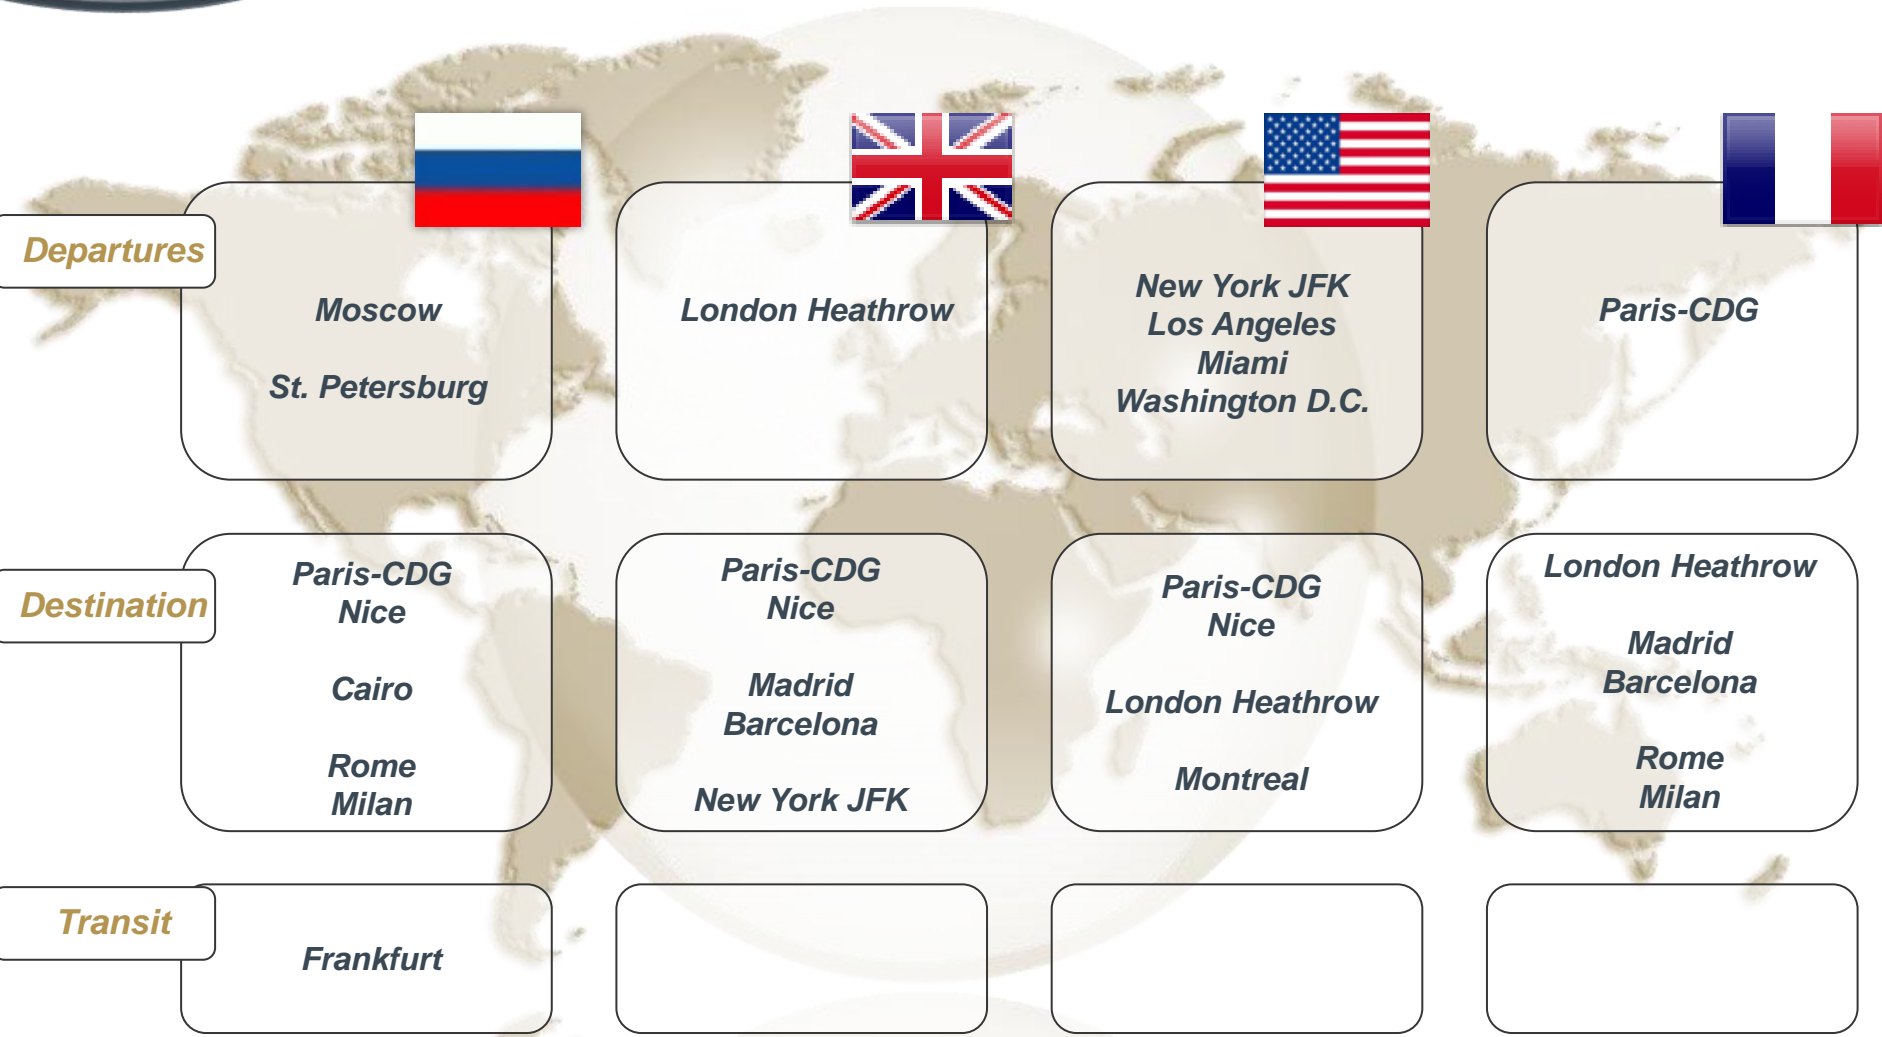 Departures
Moscow
St. Petersburg
London Heathrow
New York JFK
Los Angeles
Miami
Washington D.C.
Paris-CDG
Destination
Paris-CDG
Nice
Cairo
Rome
Milan
Paris-CDG
Nice
Madrid
Barcelona
New York JFK
Paris-CDG
Nice
London Heathrow
Montreal
London Heathrow
Madrid
Barcelona
Rome
Milan
Transit
Frankfurt